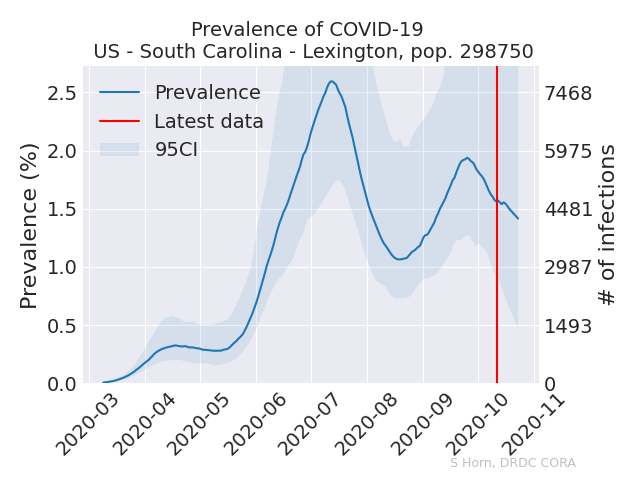 Prevalence of COVID-19
US - South Carolina - Lexington, pop. 298750
Prevalence
Latest data
95CI
Prevalence (%)
2.5
2.0
1.5
1.0
0.5
0.0
7468
5975
4481
2987
1493
0
# of infections
2020-03
2020-04
2020-05
2020-06
2020-07
2020-08
2020-09
2020-10
2020-11
S Horn, DRDC CORA